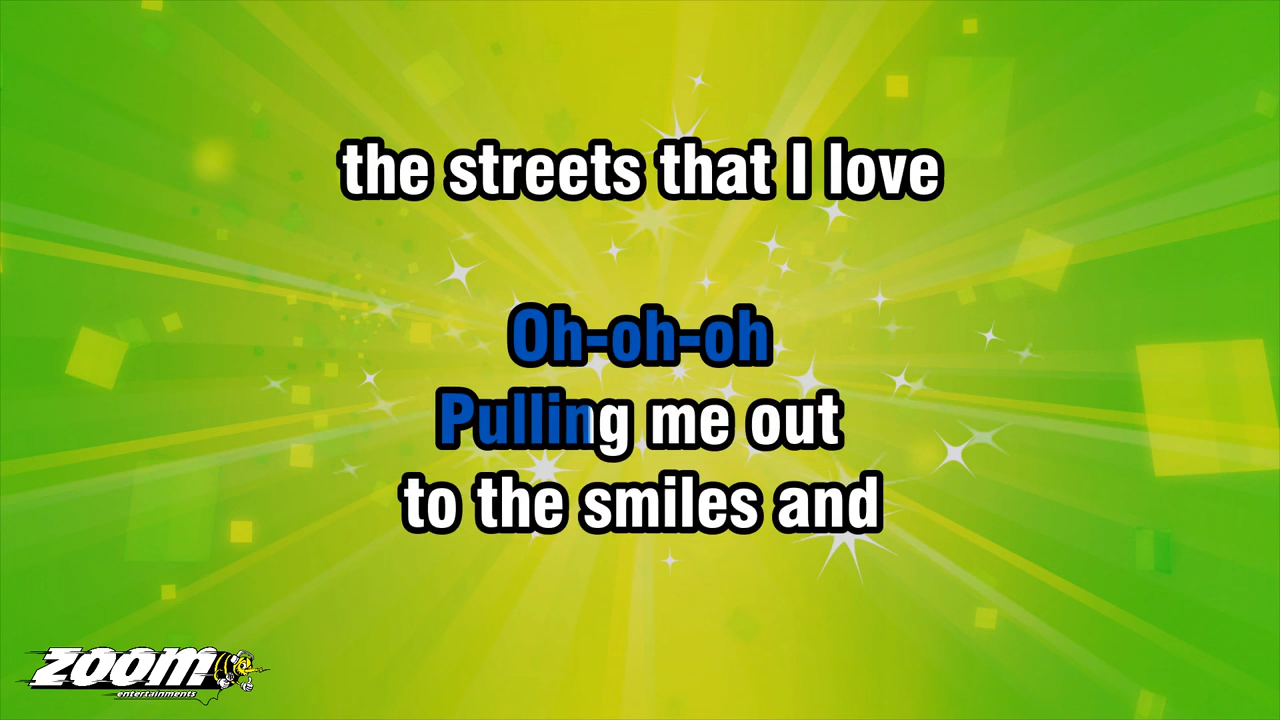 the streets that I love
Oh-oh-oh
Pulling me out
to the smiles and
zoom
entertainments